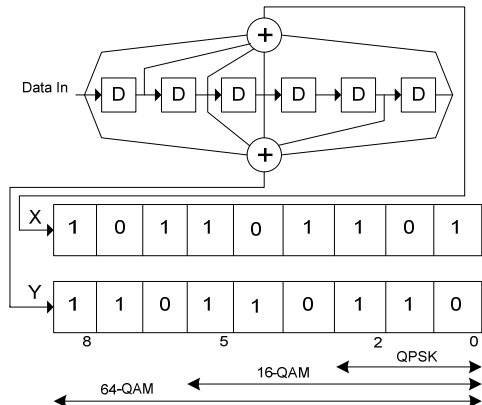 +
Data In D D D D D D
+
X 1 0 1 1 0 1 1 0 1
Y 1 1 0 1 1 0 1 1 0
8 5 2 0
QPSK
16-QAM
64-QAM